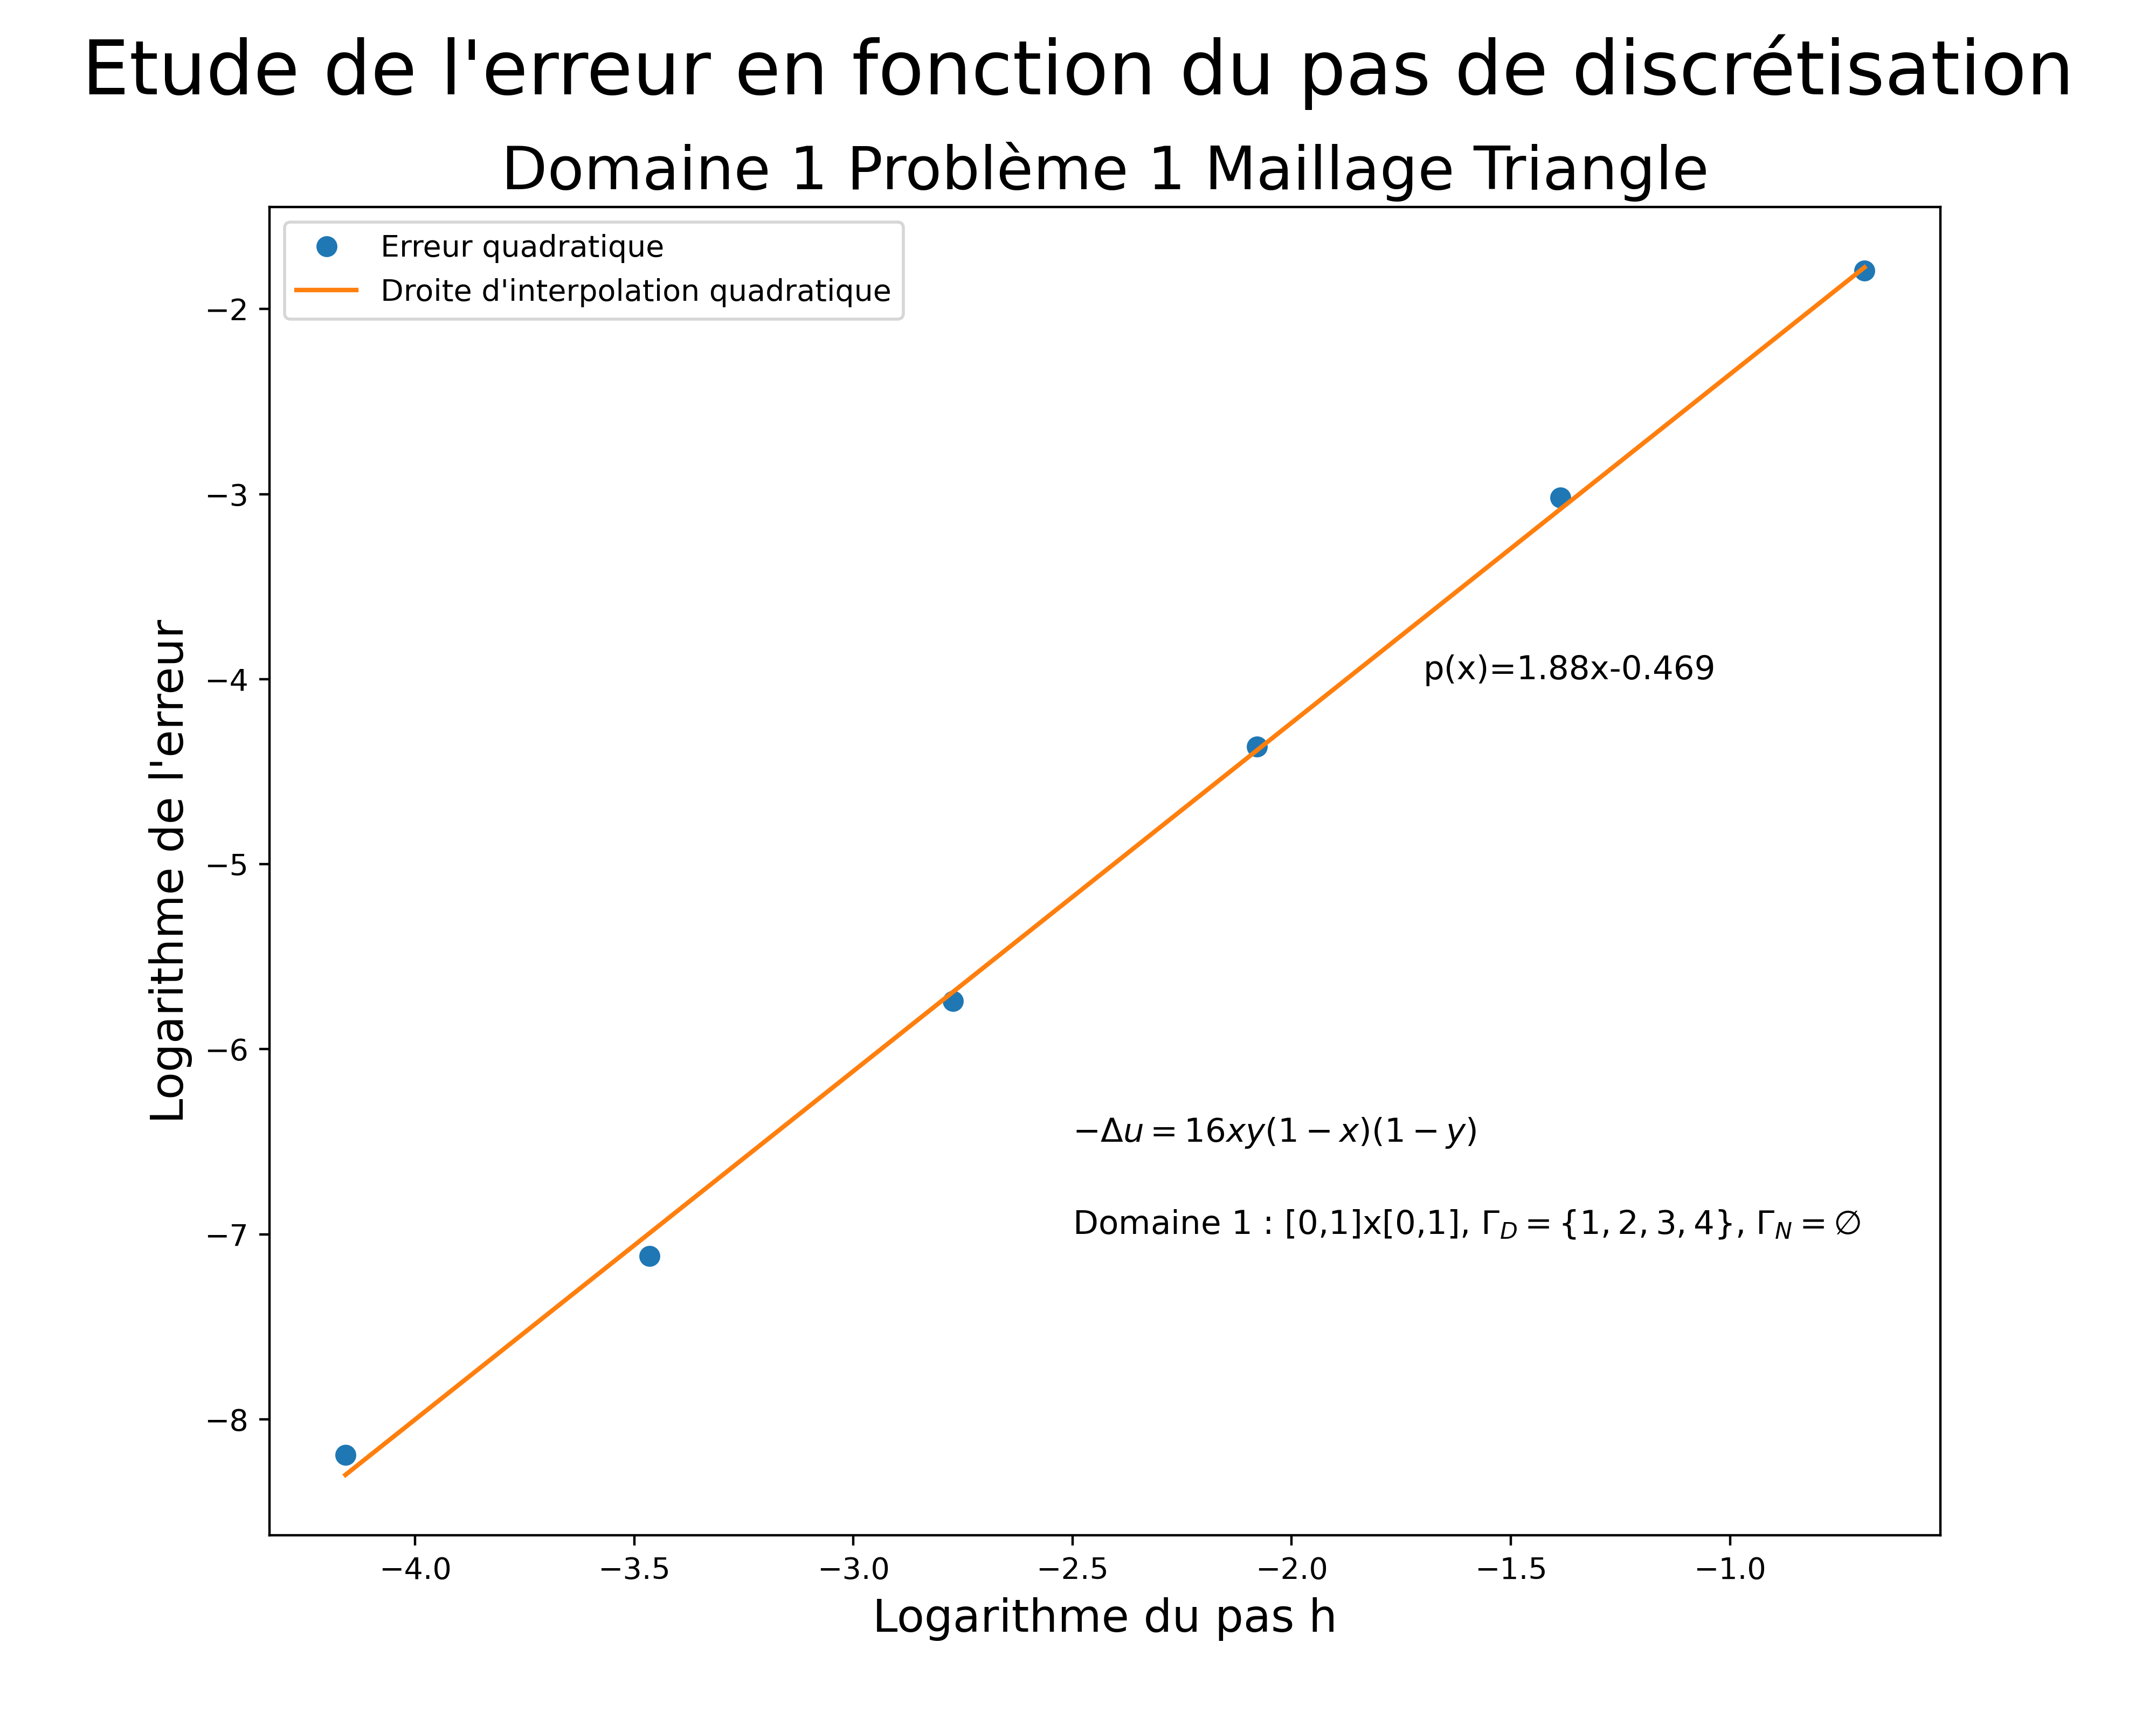 Etude de l'erreur en fonction du pas de discrétisation
Domaine 1 Problème 1 Maillage Triangle
Erreur quadratique
Droite d'interpolation quadratique
−2
−3
−4
−5
−6
−7
−8
Logarithme de l'erreur
p(x)=1.88x-0.469
−Δu = 16xy(1 − x)(1 − y)
Domaine 1 : [0,1]x[0,1], Γ_D = {1, 2, 3, 4}, Γ_N = ∅
−4.0 −3.5 −3.0 −2.5 −2.0 −1.5 −1.0
Logarithme du pas h